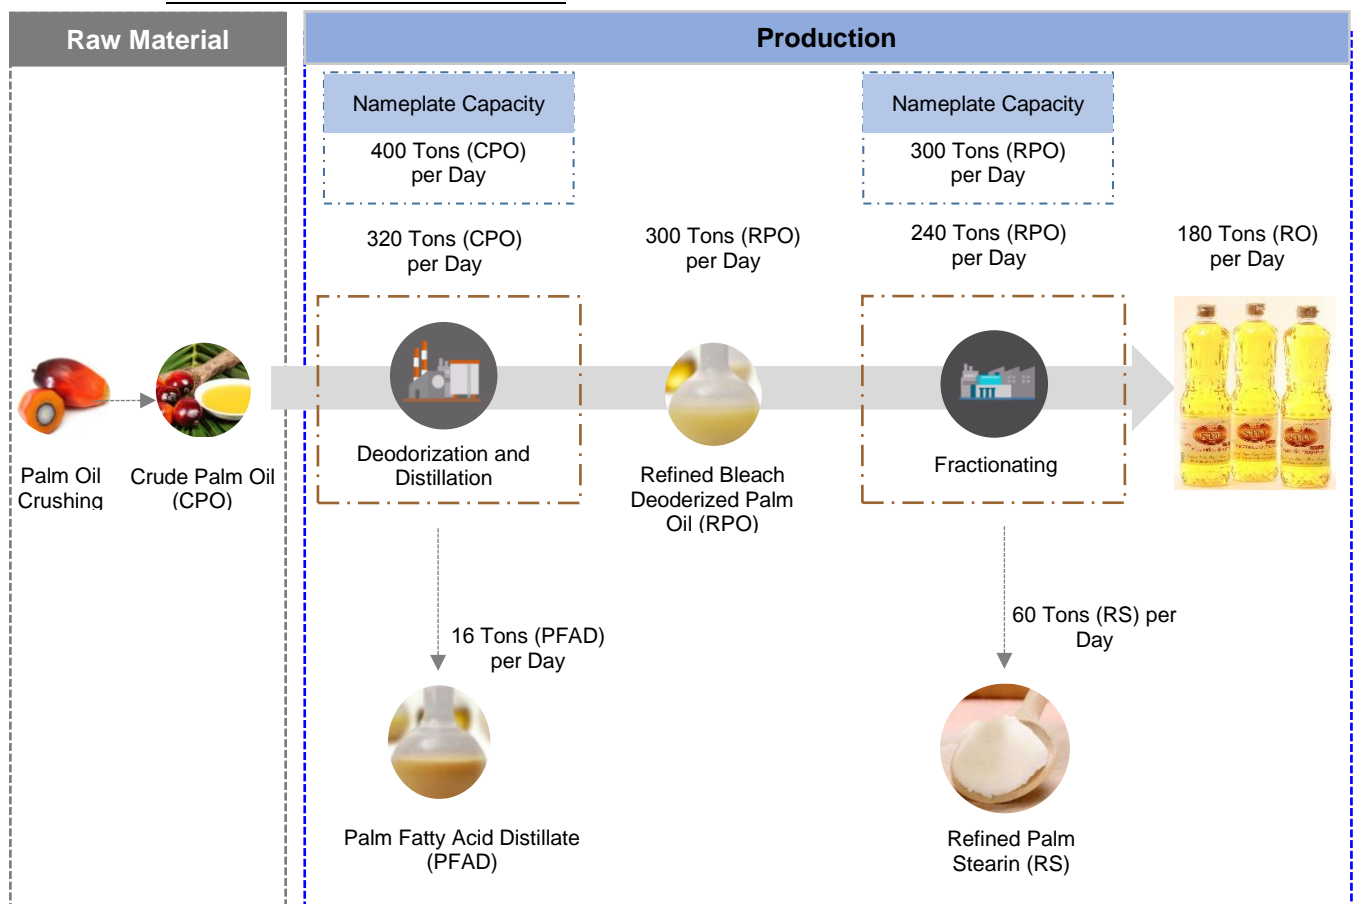 Raw Material
Production
Nameplate Capacity
400 Tons (CPO)
per Day
Nameplate Capacity
300 Tons (RPO)
per Day
320 Tons (CPO)
per Day
300 Tons (RPO)
per Day
240 Tons (RPO)
per Day
180 Tons (RO)
per Day
Palm Oil
Crushing
Crude Palm Oil
(CPO)
Deodorization and
Distillation
Refined Bleach
Deoderized Palm
Oil (RPO)
Fractionating
16 Tons (PFAD)
per Day
60 Tons (RS) per
Day
Palm Fatty Acid Distillate
(PFAD)
Refined Palm
Stearin (RS)